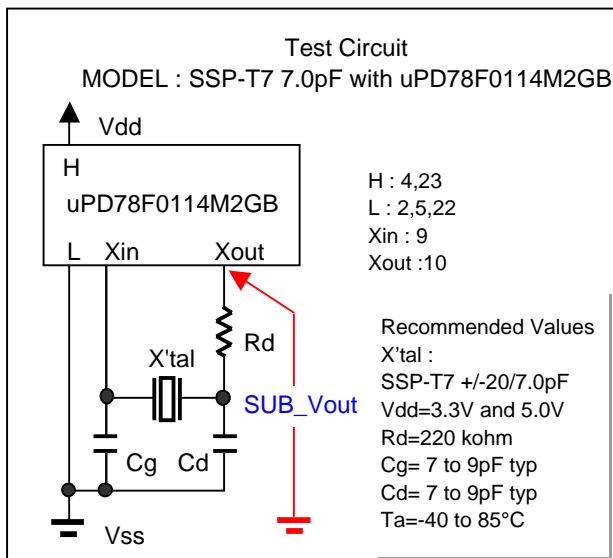 Test Circuit
MODEL : SSP-T7 7.0pF with uPD78F0114M2GB
Vdd
H
uPD78F0114M2GB
L Xin Xout
H : 4,23
L : 2,5,22
Xin : 9
Xout :10
Rd
X'tal
SUB_Vout
Cg Cd
Vss
Recommended Values
X'tal :
SSP-T7 +/-20/7.0pF
Vdd=3.3V and 5.0V
Rd=220 kohm
Cg= 7 to 9pF typ
Cd= 7 to 9pF typ
Ta=-40 to 85°C